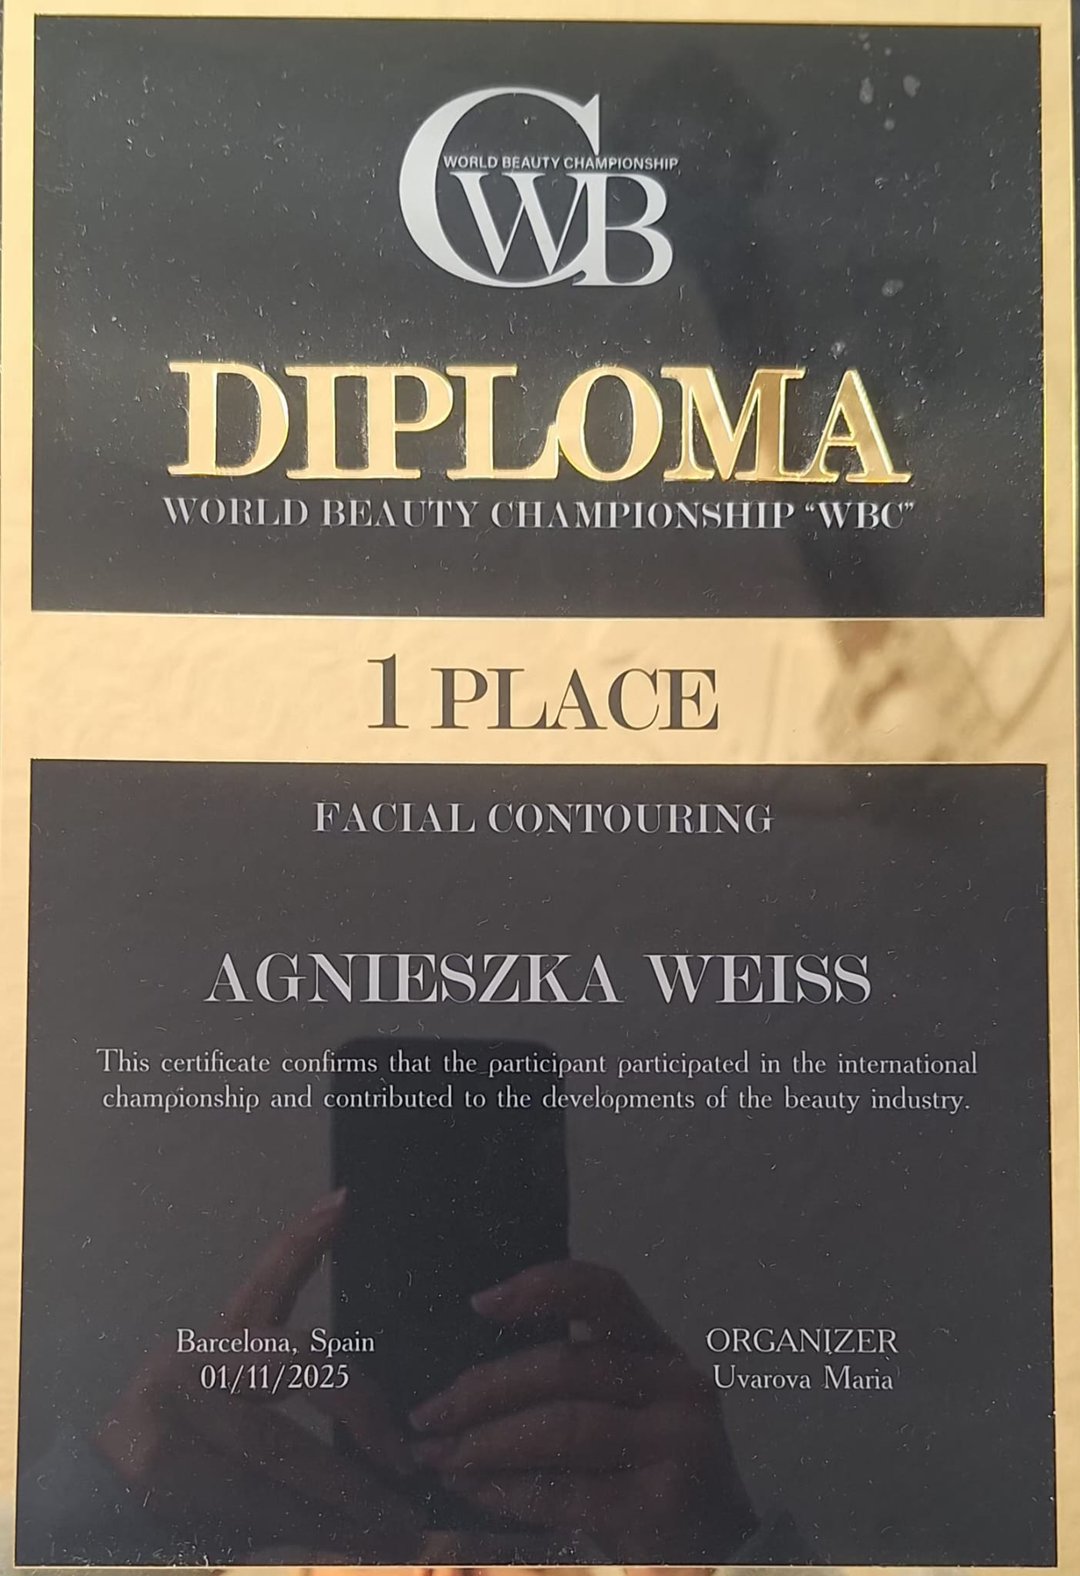 WORLD BEAUTY CHAMPIONSHIP
CWB
DIPLOMA
WORLD BEAUTY CHAMPIONSHIP “WBC”
1 PLACE
FACIAL CONTOURING
AGNIESZKA WEISS
This certificate confirms that the participant participated in the international
championship and contributed to the developments of the beauty industry.
Barcelona, Spain
01/11/2025
ORGANIZER
Uvarova Maria